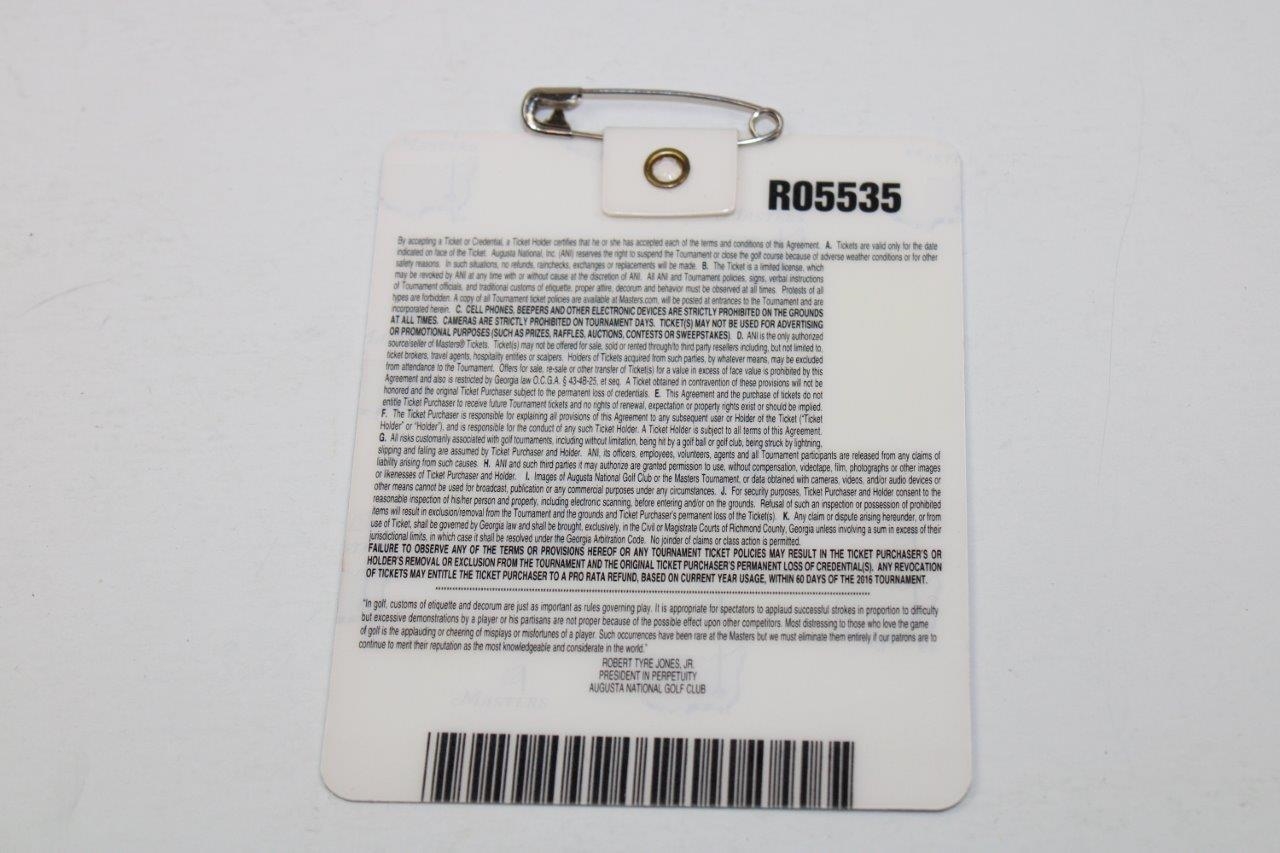 R05535
By accepting a Ticket or Credential, a Ticket Holder certifies that he or she has accepted each of the terms and conditions of this Agreement. A. Tickets are valid only for the date
indicated on face of the Ticket. Augusta National, Inc. (ANI) reserves the right to suspend the Tournament or close the golf course because of adverse weather conditions or for other
safety reasons. In such situations, no refunds, rainchecks, exchanges or replacements will be made. B. The Ticket is a limited license, which
may be revoked by ANI at any time with or without cause at the discretion of ANI. All ANI and Tournament policies, signs, verbal instructions
of Tournament officials, and traditional customs of etiquette, proper attire, decorum and behavior must be observed at all times. Protests of all
types are forbidden. A copy of all Tournament ticket policies are available at Masters.com, will be posted at entrances to the Tournament and are
incorporated herein. C. CELL PHONES, BEEPERS AND OTHER ELECTRONIC DEVICES ARE STRICTLY PROHIBITED ON THE GROUNDS
AT ALL TIMES. CAMERAS ARE STRICTLY PROHIBITED ON TOURNAMENT DAYS. TICKET(S) MAY NOT BE USED FOR ADVERTISING
OR PROMOTIONAL PURPOSES (SUCH AS PRIZES, RAFFLES, AUCTIONS, CONTESTS OR SWEEPSTAKES). D. ANI is the only authorized
source/seller of Masters® Tickets. Ticket(s) may not be offered for sale, sold or rented through/to third party resellers including, but not limited to,
ticket brokers, travel agents, hospitality entities or scalpers. Holders of Tickets acquired from such parties, by whatever means, may be excluded
from attendance to the Tournament. Offers for sale, re-sale or other transfer of Ticket(s) for a value in excess of face value is prohibited by this
Agreement and also is restricted by Georgia law O.C.G.A. § 43-4B-25, et seq. A Ticket obtained in contravention of these provisions will not be
honored and the original Ticket Purchaser subject to the permanent loss of credentials. E. This Agreement and the purchase of tickets do not
entitle Ticket Purchaser to receive future Tournament tickets and no rights of renewal, expectation or property rights exist or should be implied.
F. The Ticket Purchaser is responsible for explaining all provisions of this Agreement to any subsequent user or Holder of the Ticket ("Ticket
Holder" or "Holder"), and is responsible for the conduct of any such Ticket Holder. A Ticket Holder is subject to all terms of this Agreement.
G. All risks customarily associated with golf tournaments, including without limitation, being hit by a golf ball or golf club, being struck by lightning,
slipping and falling are assumed by Ticket Purchaser and Holder. ANI, its officers, employees, volunteers, agents and all Tournament participants are released from any claims of
liability arising from such causes. H. ANI and such third parties it may authorize are granted permission to use, without compensation, videotape, film, photographs or other images
or likenesses of Ticket Purchaser and Holder. I. Images of Augusta National Golf Club or the Masters Tournament, or data obtained with cameras, videos, and/or audio devices or
other means cannot be used for broadcast, publication or any commercial purposes under any circumstances. J. For security purposes, Ticket Purchaser and Holder consent to the
reasonable inspection of his/her person and property, including electronic scanning, before entering and/or on the grounds. Refusal of such an inspection or possession of prohibited
items will result in exclusion/removal from the Tournament and the grounds and Ticket Purchaser's permanent loss of the Ticket(s). K. Any claim or dispute arising hereunder, or from
use of Ticket, shall be governed by Georgia law and shall be brought, exclusively, in the Civil or Magistrate Courts of Richmond County, Georgia unless involving a sum in excess of their
jurisdictional limits, in which case it shall be resolved under the Georgia Arbitration Code. No joinder of claims or class action is permitted.
FAILURE TO OBSERVE ANY OF THE TERMS OR PROVISIONS HEREOF OR ANY TOURNAMENT TICKET POLICIES MAY RESULT IN THE TICKET PURCHASER'S OR
HOLDER'S REMOVAL OR EXCLUSION FROM THE TOURNAMENT AND THE ORIGINAL TICKET PURCHASER'S PERMANENT LOSS OF CREDENTIAL(S). ANY REVOCATION
OF TICKETS MAY ENTITLE THE TICKET PURCHASER TO A PRO RATA REFUND, BASED ON CURRENT YEAR USAGE, WITHIN 60 DAYS OF THE 2016 TOURNAMENT.
"In golf, customs of etiquette and decorum are just as important as rules governing play. It is appropriate for spectators to applaud successful strokes in proportion to difficulty
but excessive demonstrations by a player or his partisans are not proper because of the possible effect upon other competitors. Most distressing to those who love the game
of golf is the applauding or cheering of misplays or misfortunes of a player. Such occurrences have been rare at the Masters but we must eliminate them entirely if our patrons are to
continue to merit their reputation as the most knowledgeable and considerate in the world."
ROBERT TYRE JONES, JR.
PRESIDENT IN PERPETUITY
AUGUSTA NATIONAL GOLF CLUB
MASTERS